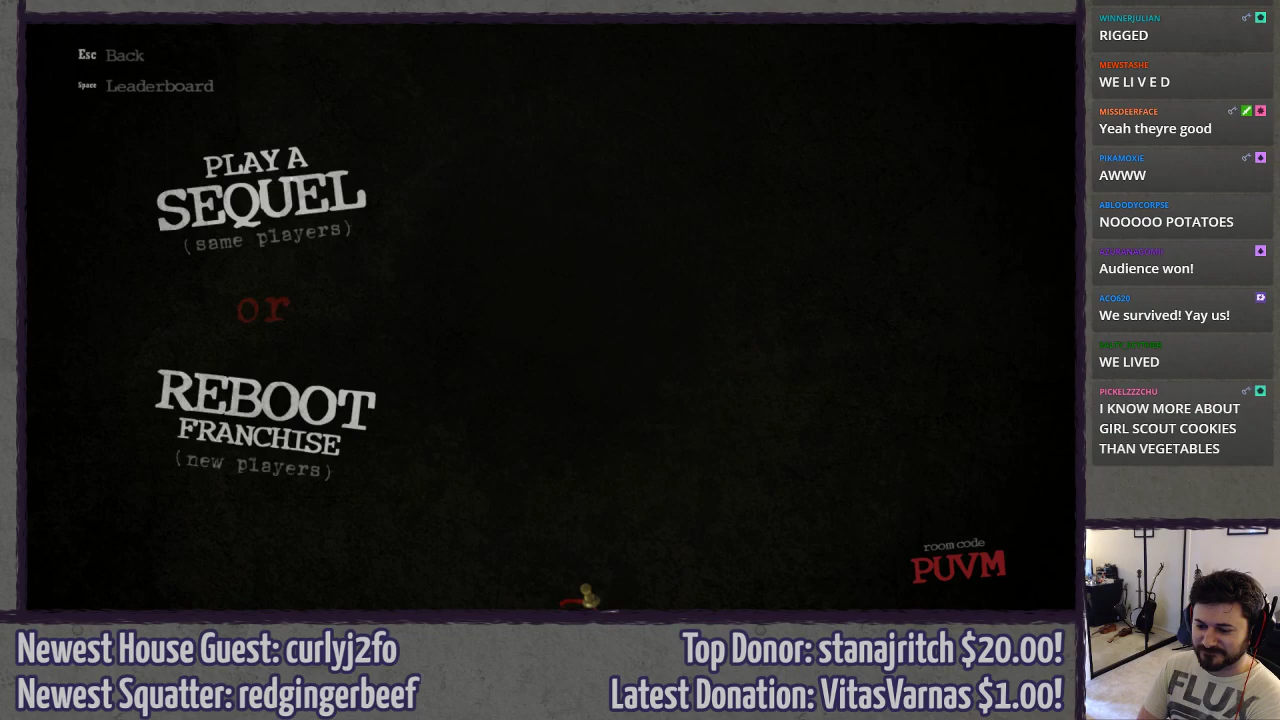 Esc Back
Space Leaderboard
PLAY A
SEQUEL
(same players)
or
REBOOT
FRANCHISE
(new players)
room code
PUVM
WINNERJULIAN
RIGGED
MEWSTASHE
WE LI V E D
MISSDEERFACE
Yeah theyre good
PIKAMOXIE
AWWW
ABLOODYCORPSE
NOOOOO POTATOES
Audience won!
ACO620
We survived! Yay us!
WE LIVED
PICKELZZZCHU
I KNOW MORE ABOUT
GIRL SCOUT COOKIES
THAN VEGETABLES
FLUX
Newest House Guest: curlyj2fo
Newest Squatter: redgingerbeef
Top Donor: stanajritch $20.00!
Latest Donation: VitasVarnas $1.00!